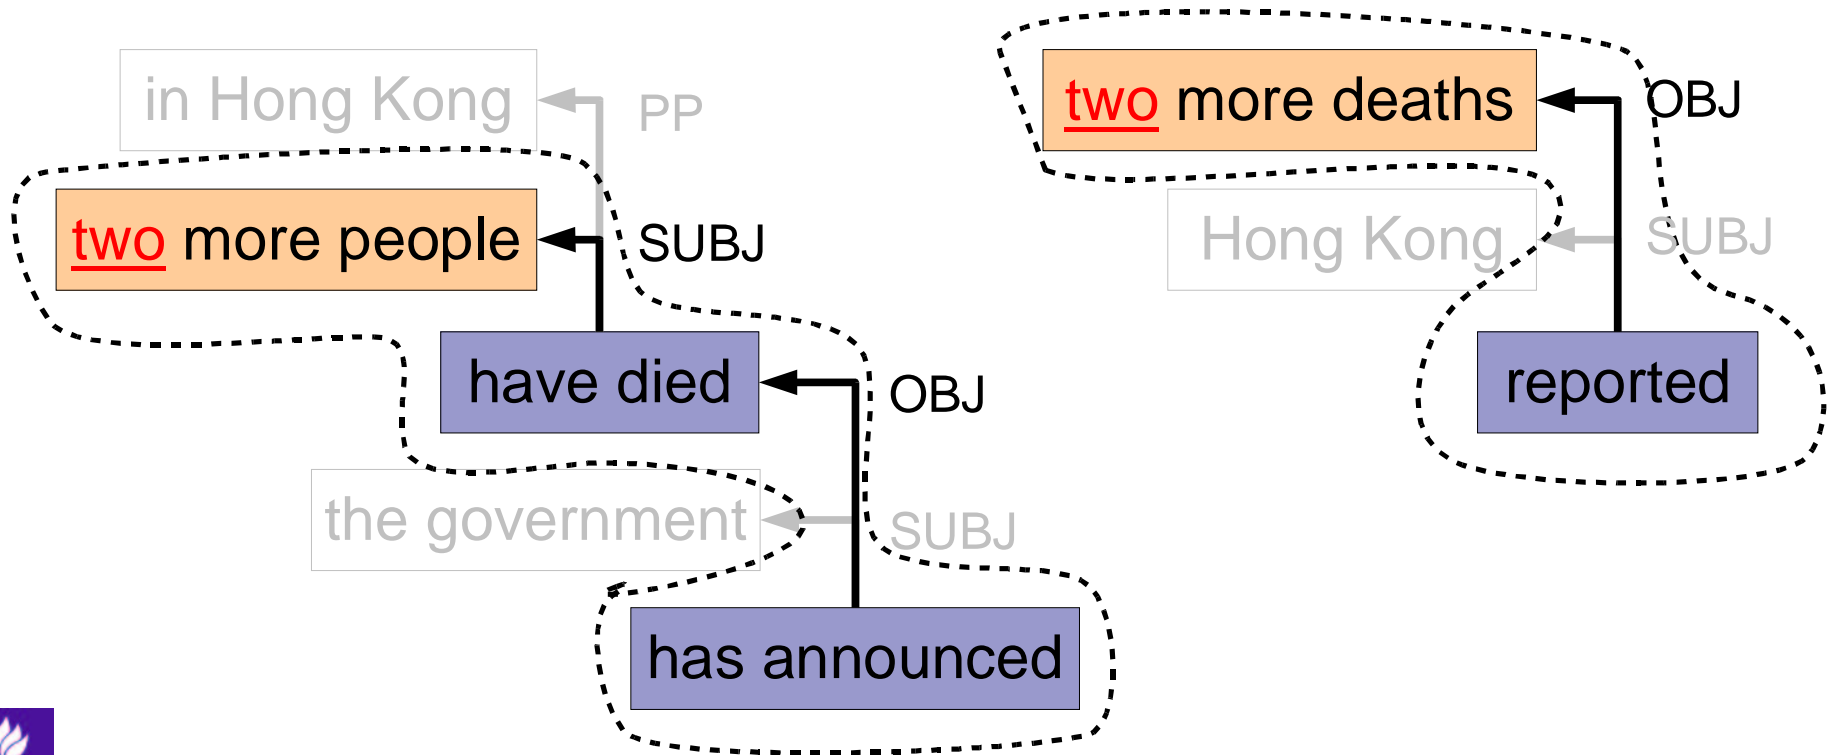 in Hong Kong
PP
two more people
SUBJ
have died
OBJ
the government
SUBJ
has announced
two more deaths
OBJ
Hong Kong
SUBJ
reported